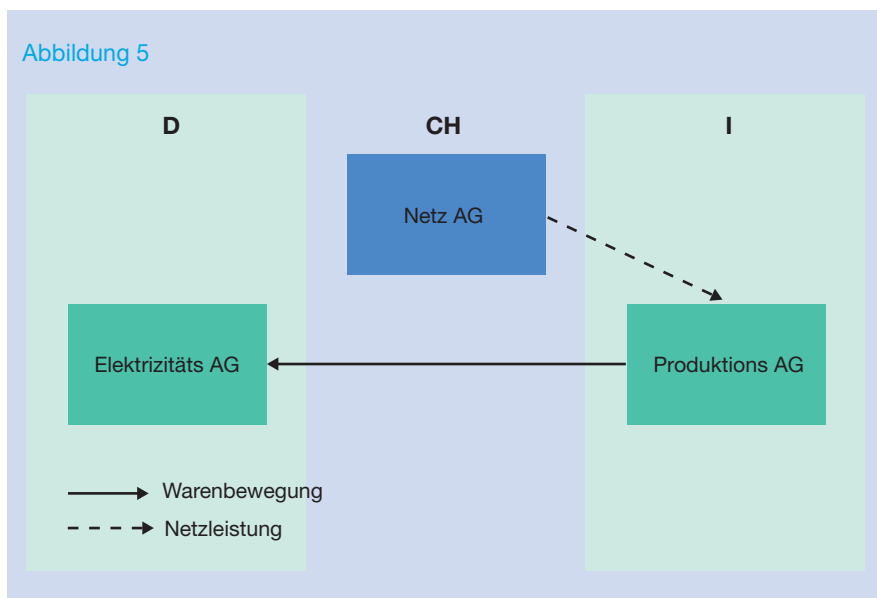 Abbildung 5
D
CH
I
Netz AG
Elektrizitäts AG
Produktions AG
Warenbewegung
Netzleistung